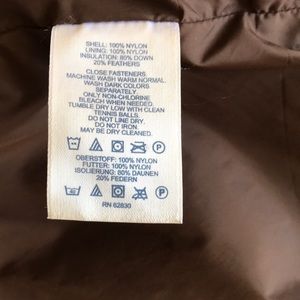 SHELL: 100% NYLON
LINING: 100% NYLON
INSULATION: 80% DOWN
20% FEATHERS
CLOSE FASTENERS
MACHINE WASH WARM NORMAL.
WASH DARK COLORS
SEPARATELY.
ONLY NON-CHLORINE
BLEACH WHEN NEEDED.
TUMBLE DRY LOW WITH CLEAN
TENNIS BALLS.
DO NOT LINE DRY.
DO NOT IRON.
MAY BE DRY CLEANED.
OBERSTOFF: 100% NYLON
FUTTER: 100% NYLON
ISOLIERUNG: 80% DAUNEN
20% FEDERN
RN 62830